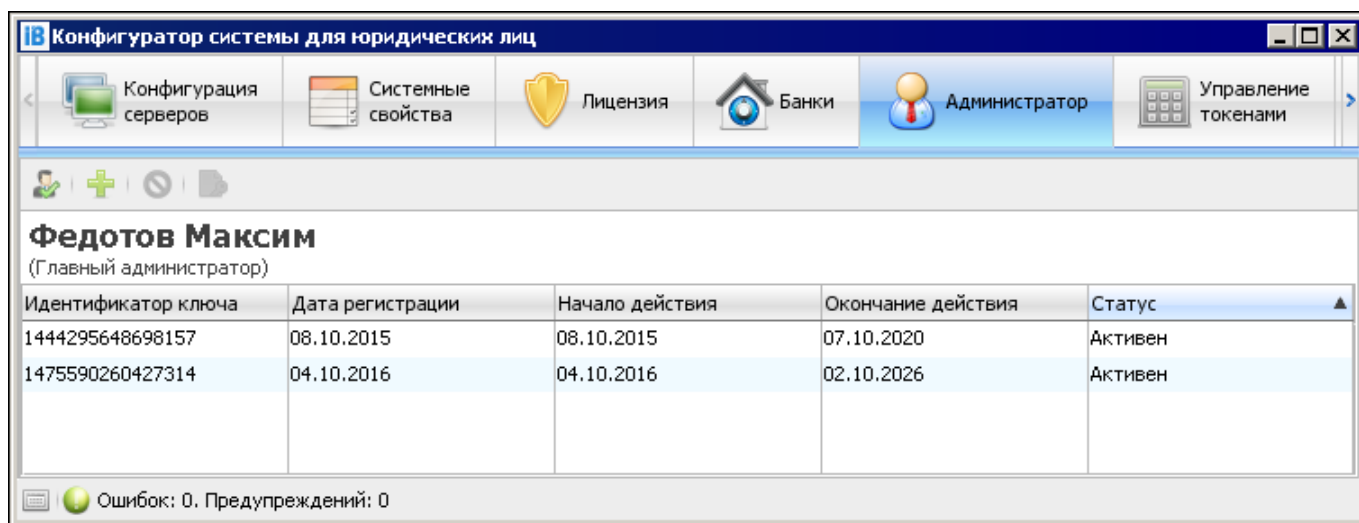 iB Конфигуратор системы для юридических лиц
Конфигурация серверов
Системные свойства
Лицензия
Банки
Администратор
Управление токенами
Федотов Максим
(Главный администратор)
Идентификатор ключа Дата регистрации Начало действия Окончание действия Статус
1444295648698157 08.10.2015 08.10.2015 07.10.2020 Активен
1475590260427314 04.10.2016 04.10.2016 02.10.2026 Активен
Ошибок: 0. Предупреждений: 0